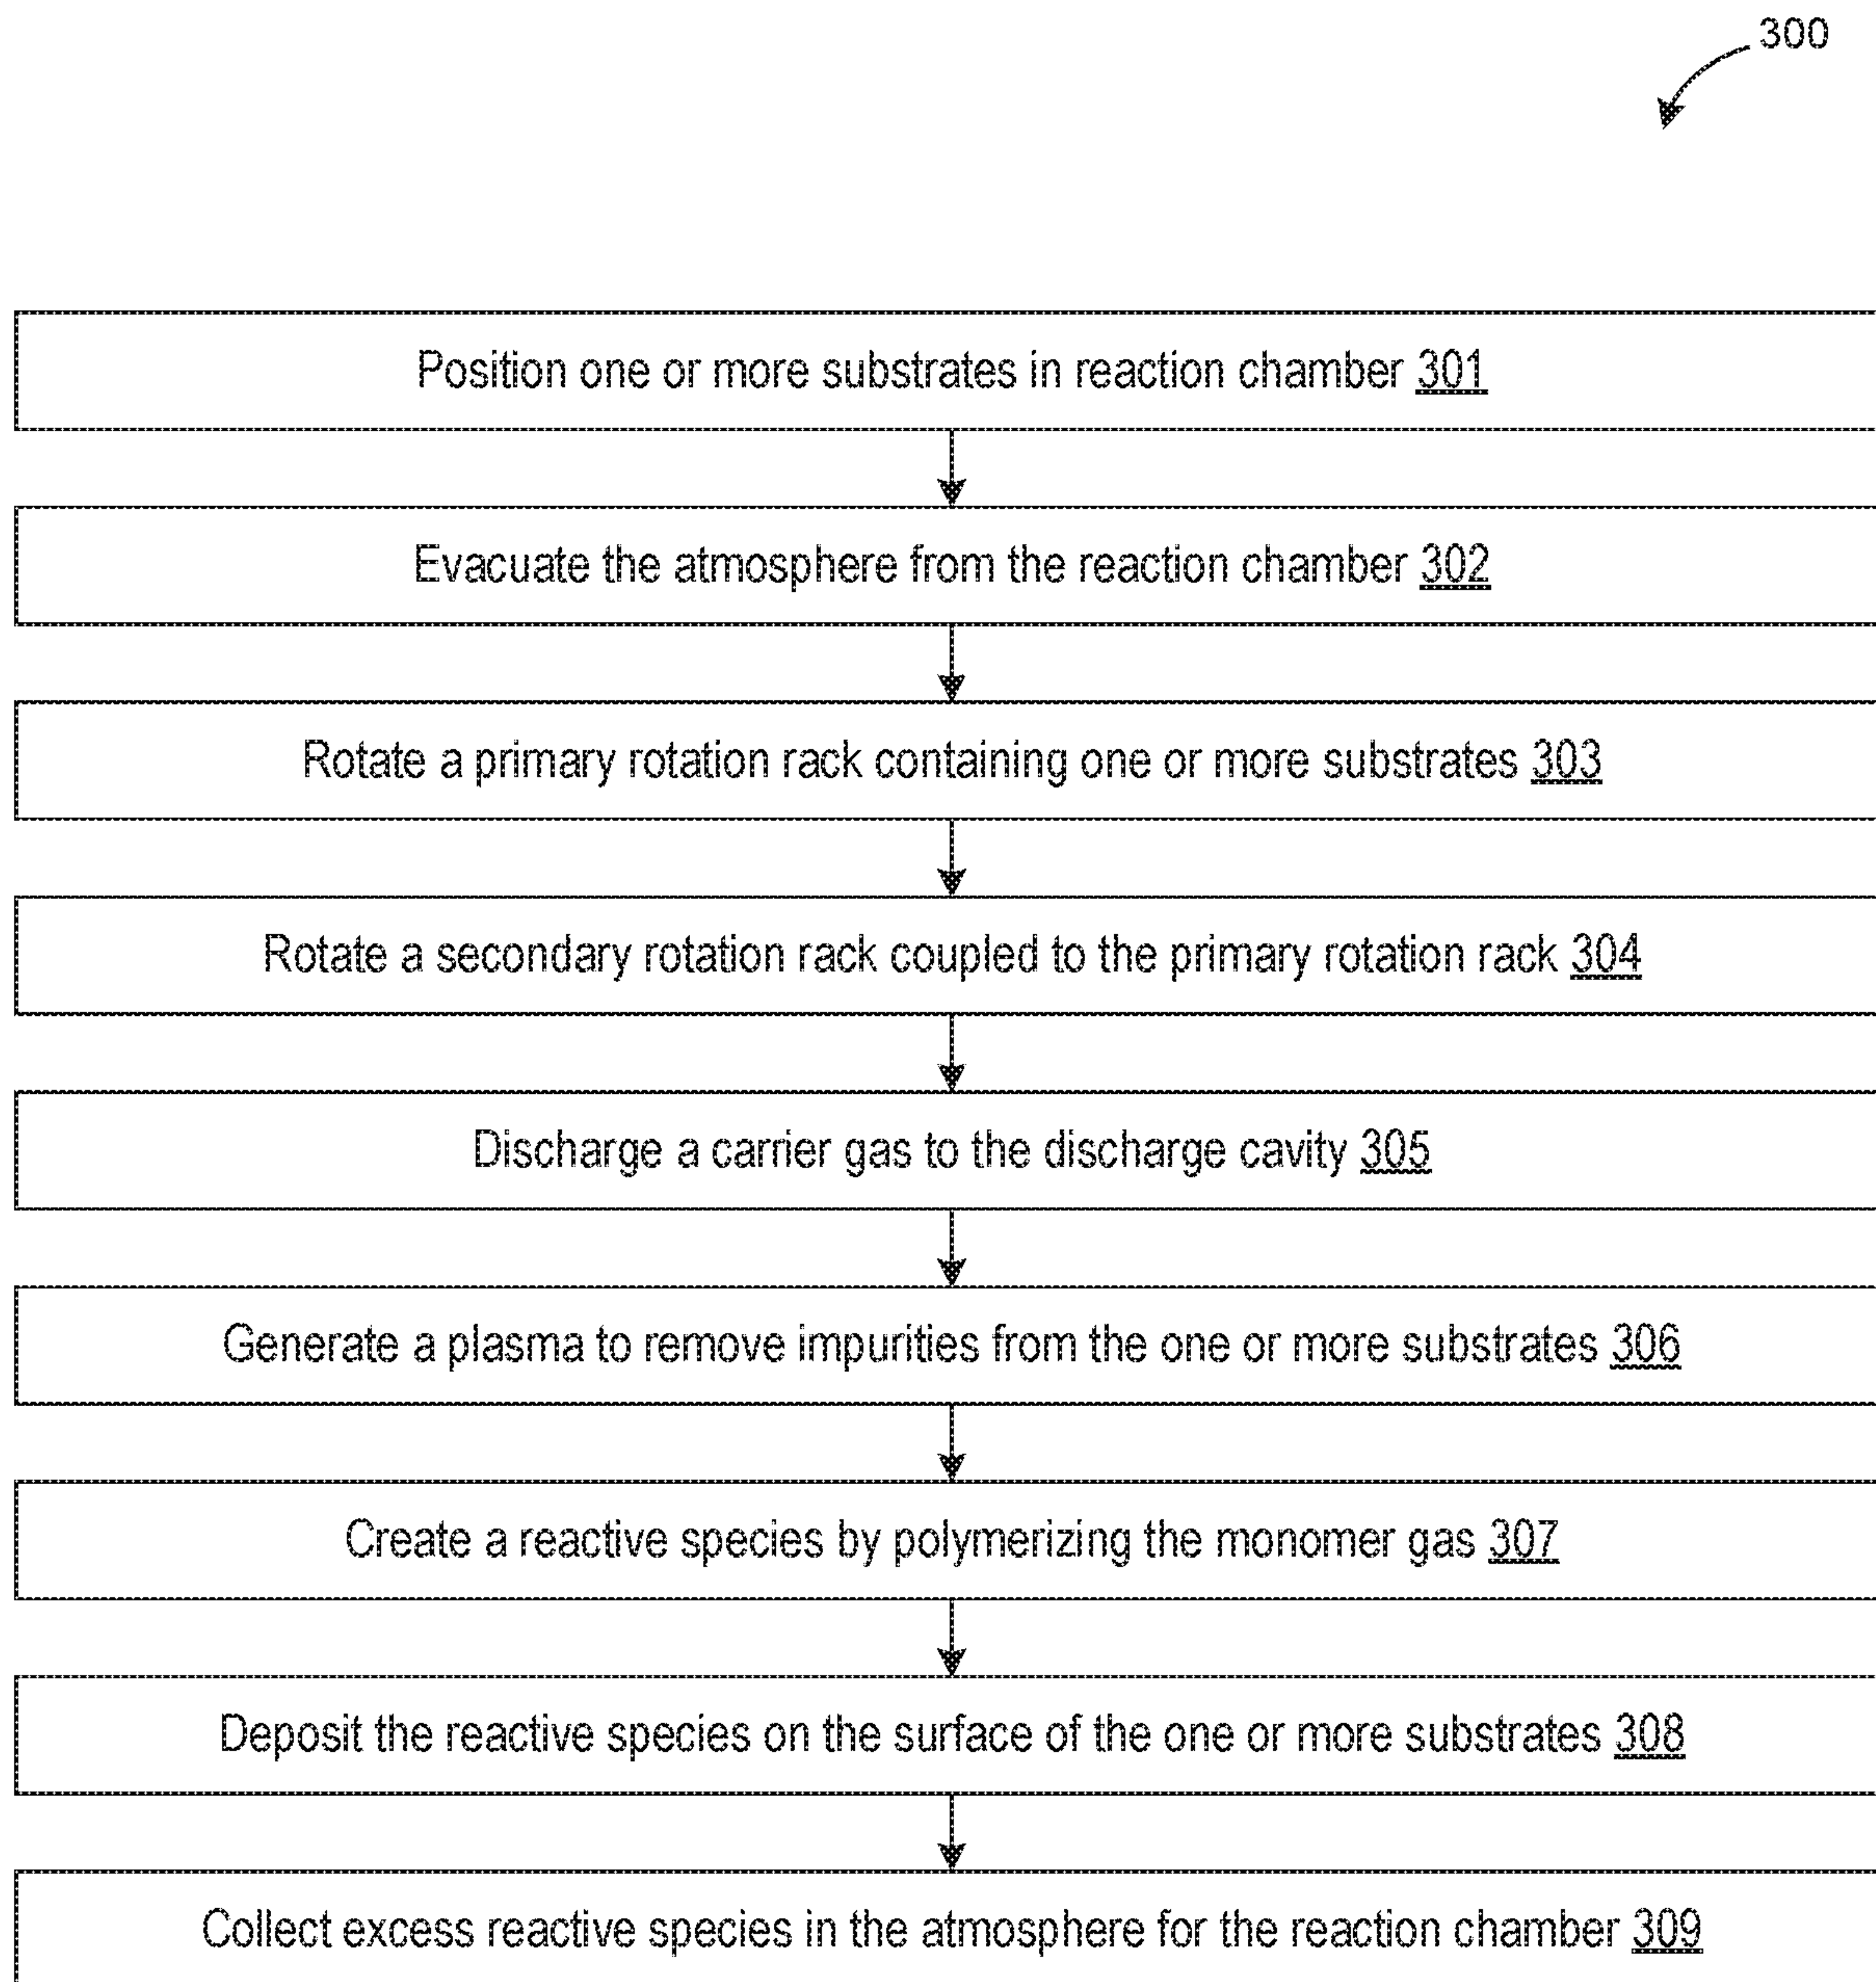 300
Position one or more substrates in reaction chamber 301
Evacuate the atmosphere from the reaction chamber 302
Rotate a primary rotation rack containing one or more substrates 303
Rotate a secondary rotation rack coupled to the primary rotation rack 304
Discharge a carrier gas to the discharge cavity 305
Generate a plasma to remove impurities from the one or more substrates 306
Create a reactive species by polymerizing the monomer gas 307
Deposit the reactive species on the surface of the one or more substrates 308
Collect excess reactive species in the atmosphere for the reaction chamber 309